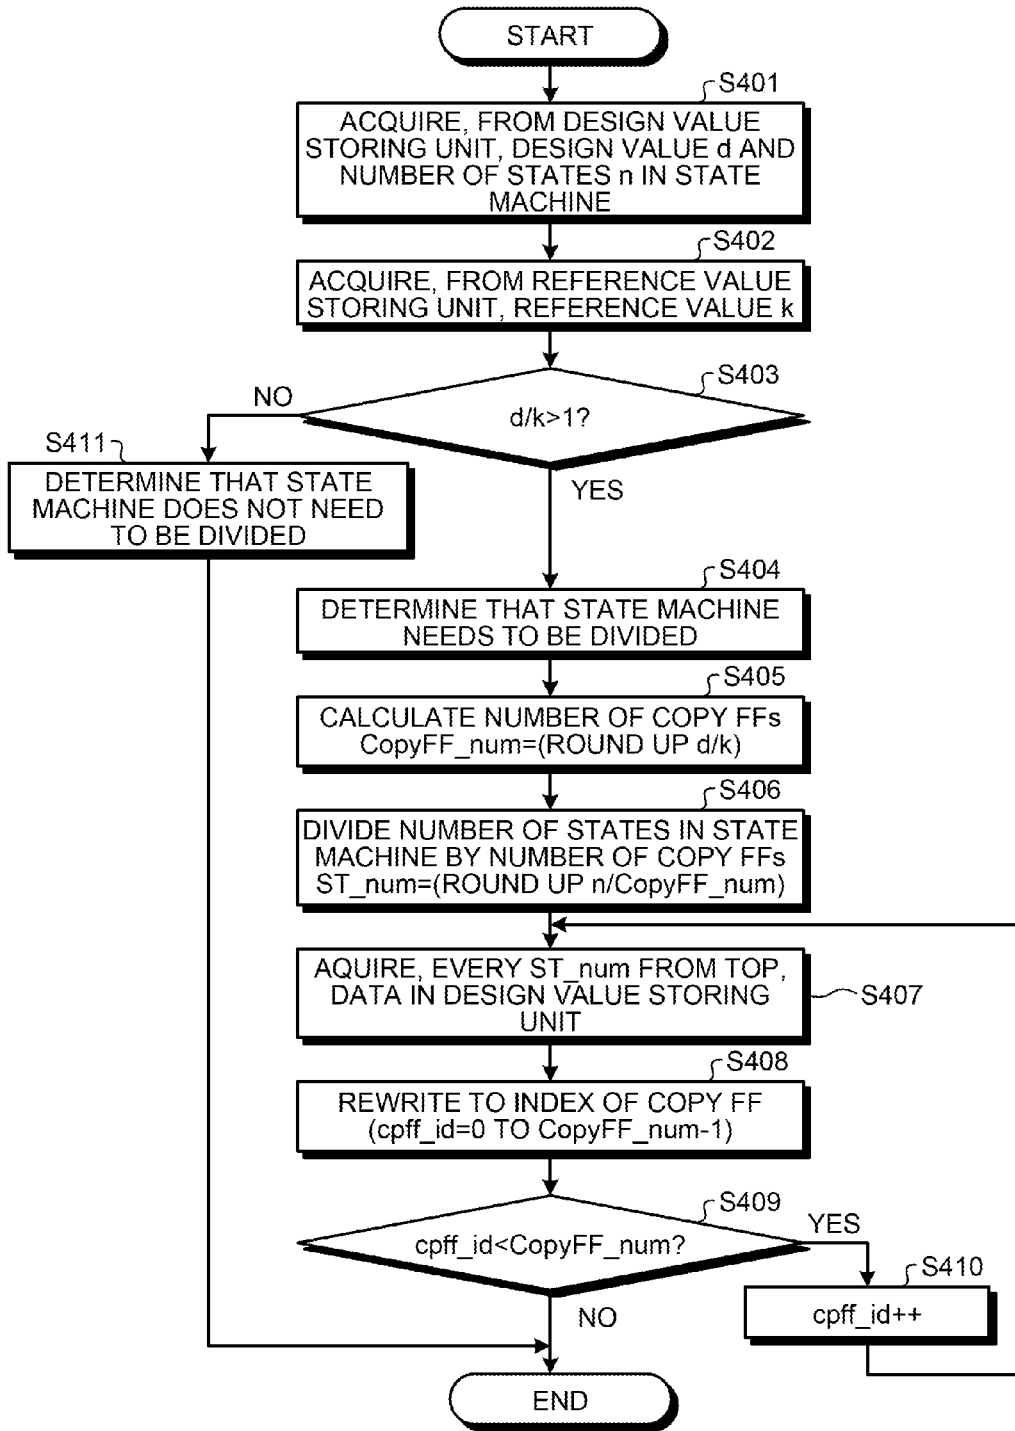 START
S401
ACQUIRE, FROM DESIGN VALUE
STORING UNIT, DESIGN VALUE d AND
NUMBER OF STATES n IN STATE
MACHINE
S402
ACQUIRE, FROM REFERENCE VALUE
STORING UNIT, REFERENCE VALUE k
S403
d/k>1?
NO
YES
S411
DETERMINE THAT STATE
MACHINE DOES NOT NEED
TO BE DIVIDED
S404
DETERMINE THAT STATE MACHINE
NEEDS TO BE DIVIDED
S405
CALCULATE NUMBER OF COPY FFs
CopyFF_num=(ROUND UP d/k)
S406
DIVIDE NUMBER OF STATES IN STATE
MACHINE BY NUMBER OF COPY FFs
ST_num=(ROUND UP n/CopyFF_num)
AQUIRE, EVERY ST_num FROM TOP,
DATA IN DESIGN VALUE STORING
UNIT
S407
S408
REWRITE TO INDEX OF COPY FF
(cpff_id=0 TO CopyFF_num-1)
S409
cpff_id<CopyFF_num?
YES
NO
S410
cpff_id++
END